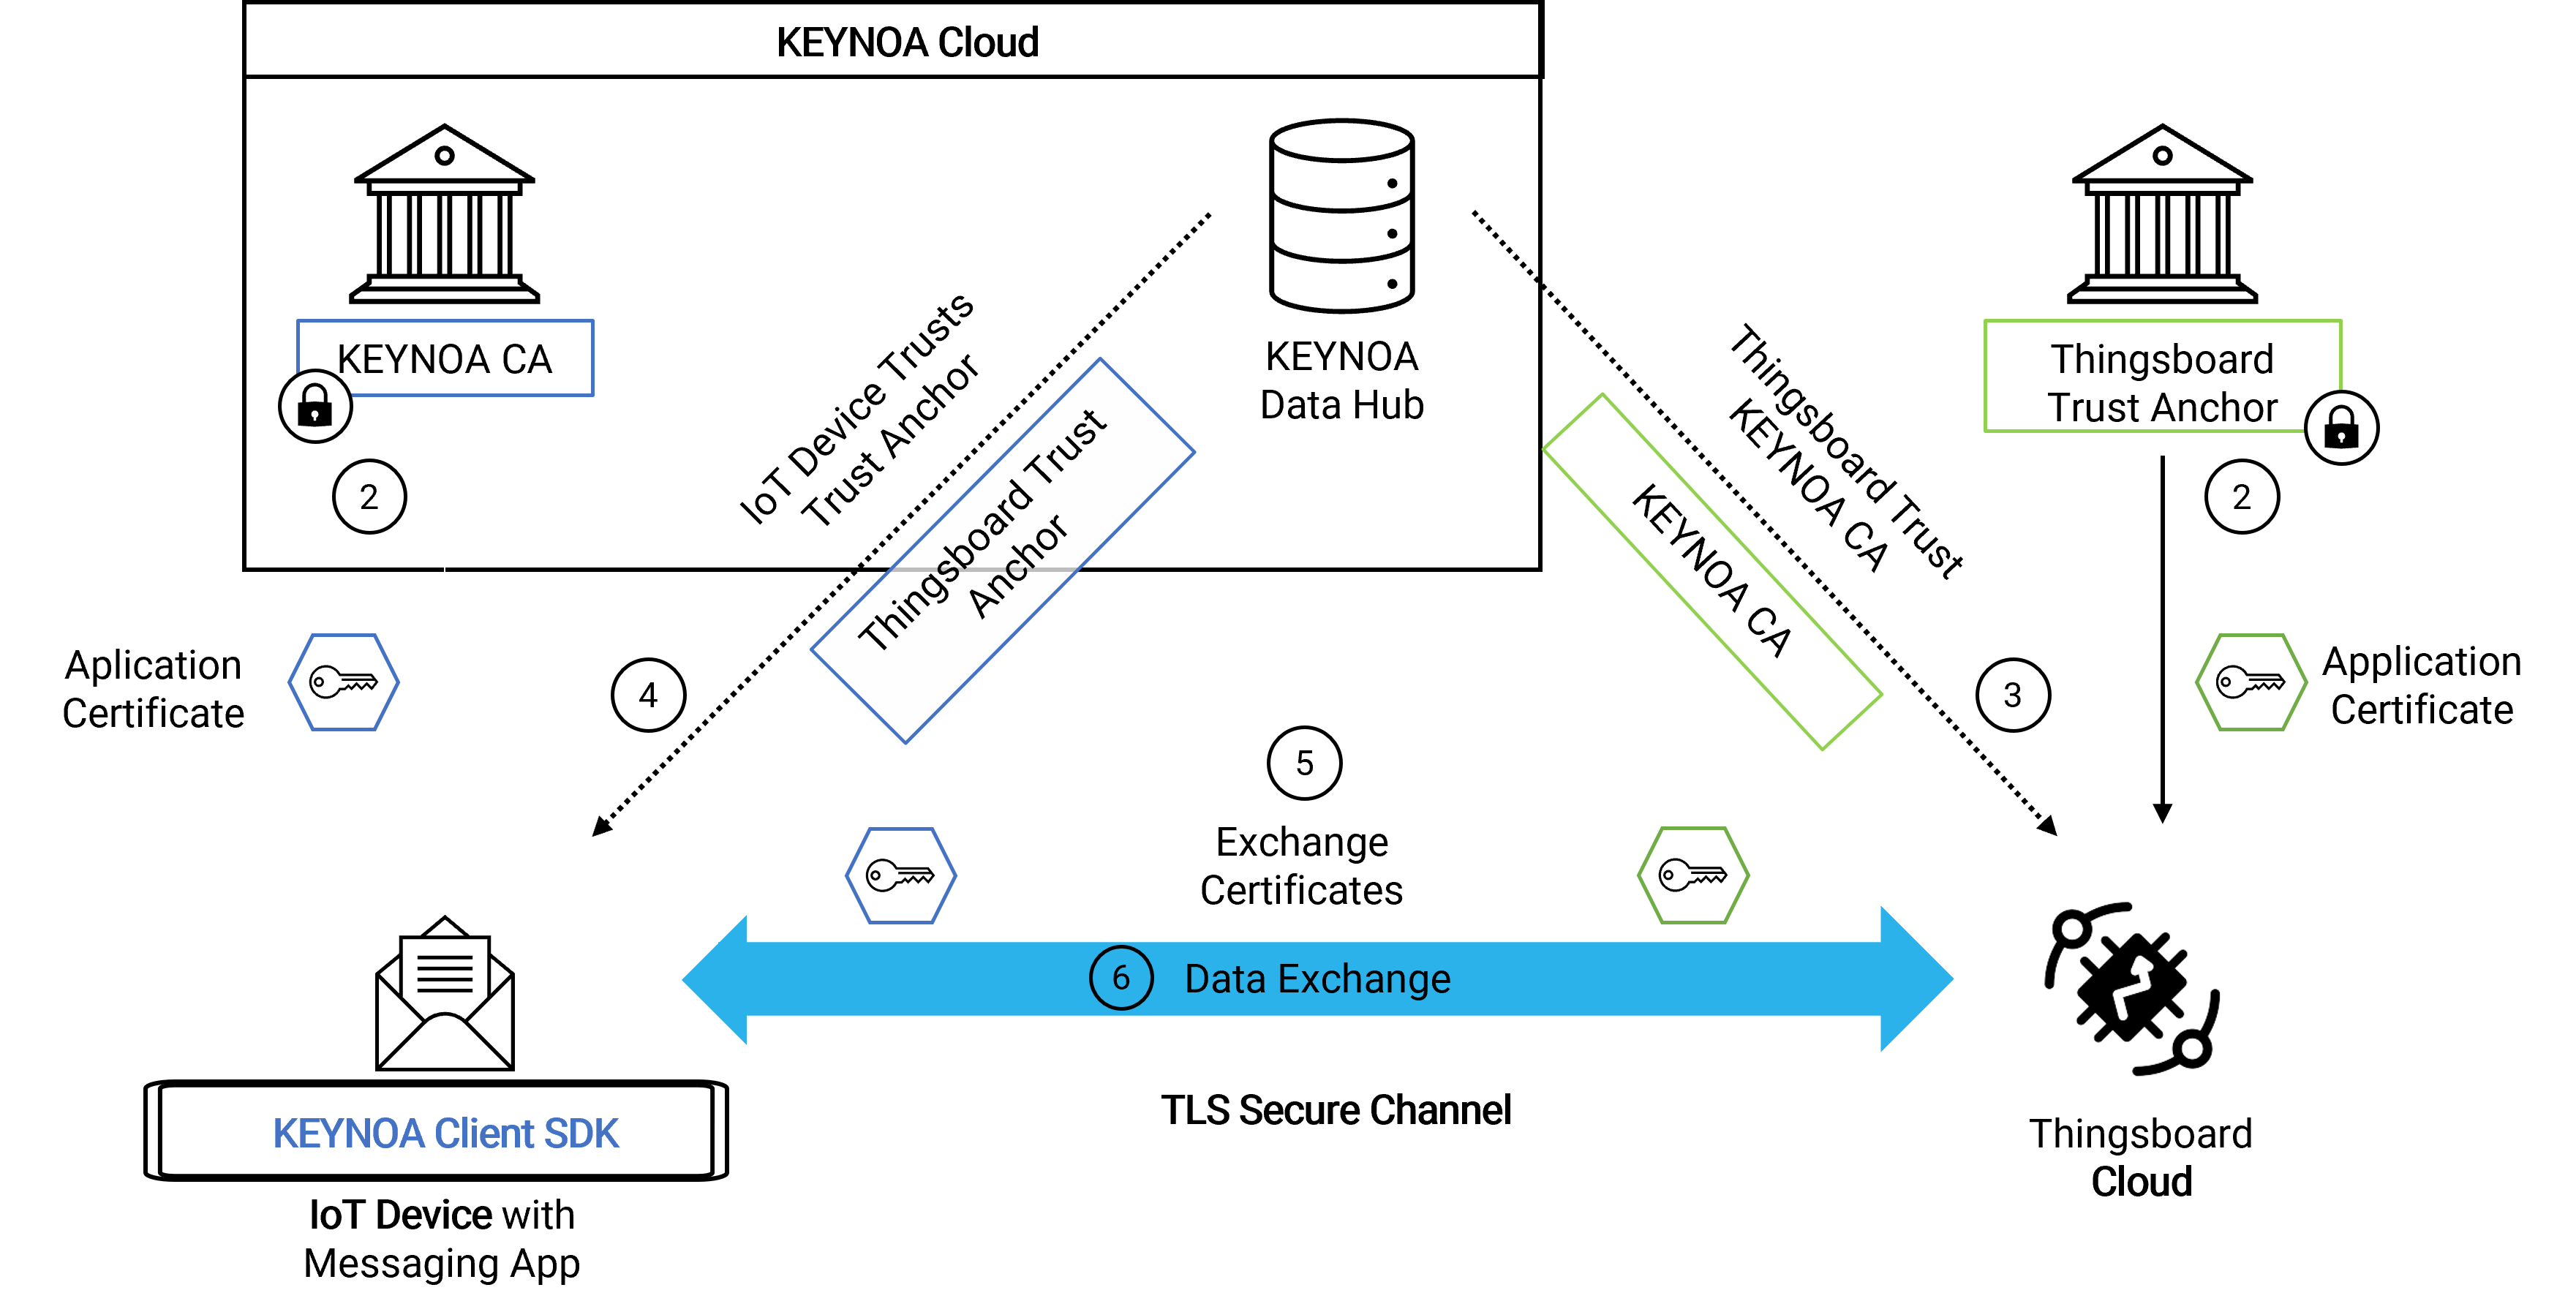 KEYNOA Cloud
KEYNOA CA
2
IoT Device Trusts
Trust Anchor
Thingsboard Trust
Anchor
KEYNOA
Data Hub
Thingsboard Trust
KEYNOA CA
KEYNOA CA
Thingsboard
Trust Anchor
2
Aplication
Certificate
4
3
Application
Certificate
5
Exchange
Certificates
6 Data Exchange
TLS Secure Channel
KEYNOA Client SDK
IoT Device with
Messaging App
Thingsboard
Cloud